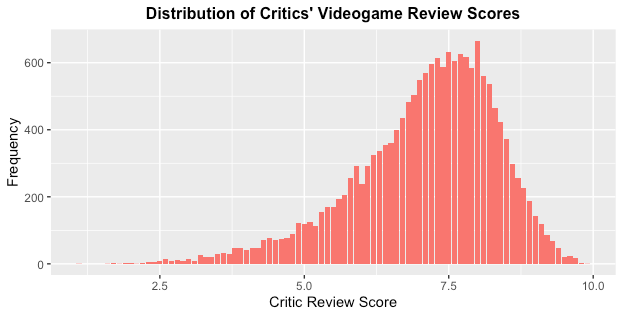 Distribution of Critics' Videogame Review Scores
Frequency
600
400
200
0
2.5 5.0 7.5 10.0
Critic Review Score